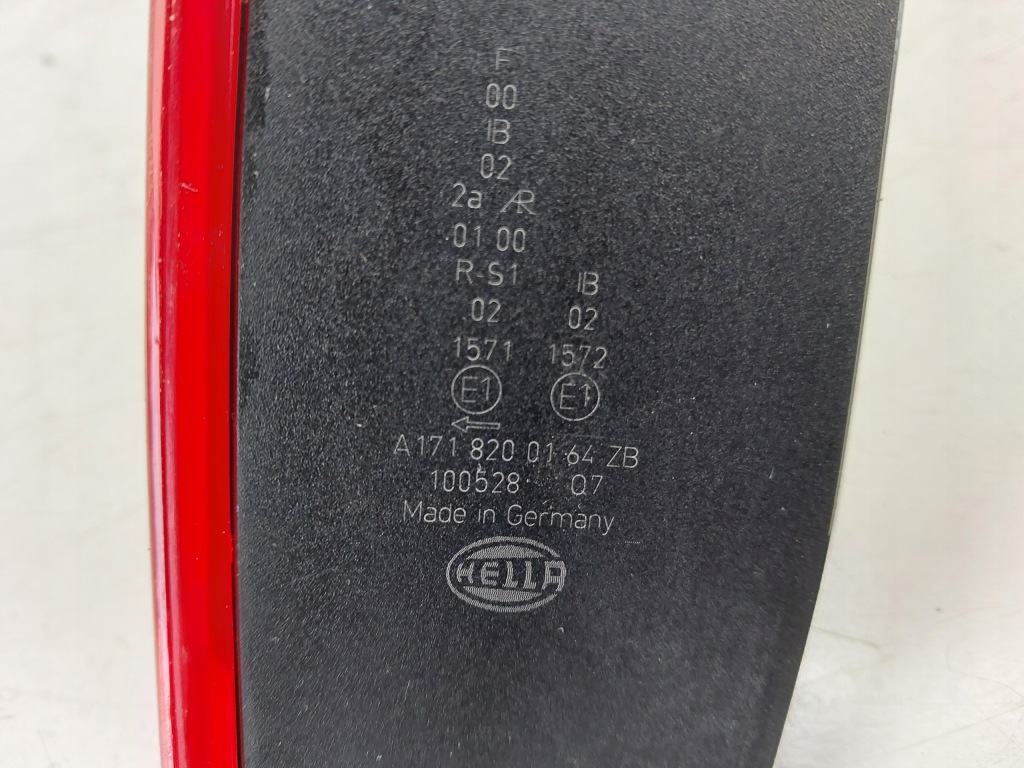 F
00
IB
02
2a AR
01 00
R-S1 IB
02 02
1571 1572
E1 E1
A 171 820 01 64 ZB
100528 Q7
Made in Germany
HELLA